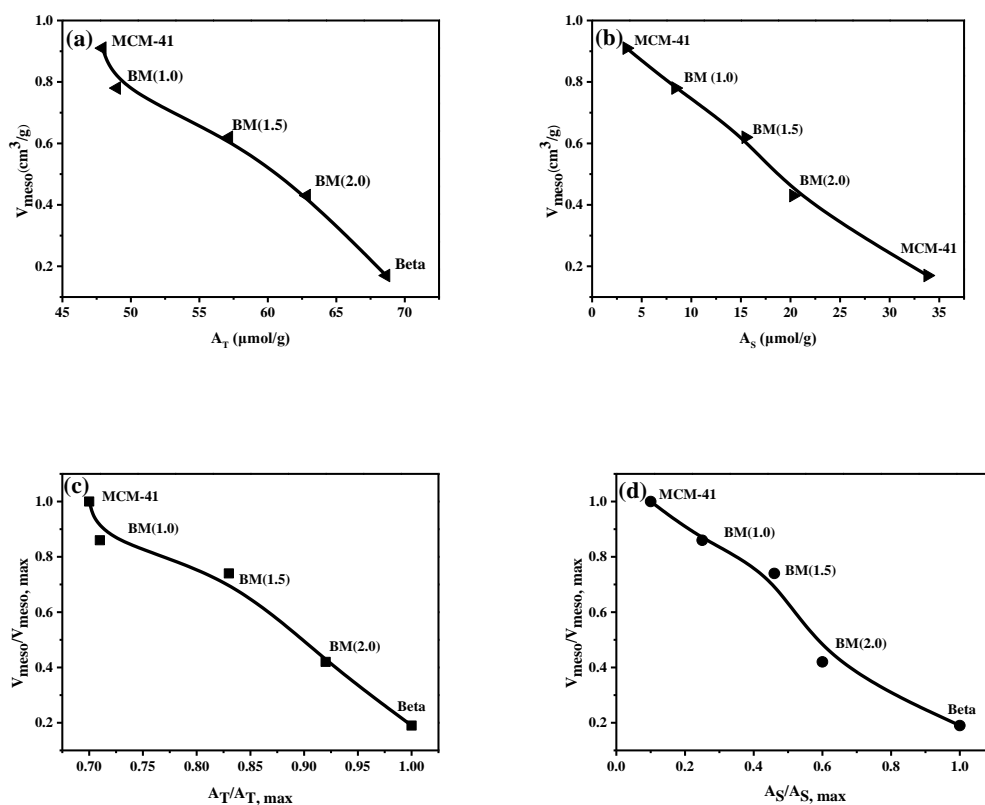 (a)
MCM-41
BM(1.0)
BM(1.5)
BM(2.0)
Beta
1.0
0.8
0.6
0.4
0.2
Vmeso(cm³/g)
45 50 55 60 65 70
A_T (µmol/g)
(b)
MCM-41
BM (1.0)
BM(1.5)
BM(2.0)
MCM-41
1.0
0.8
0.6
0.4
0.2
Vmeso(cm³/g)
0 5 10 15 20 25 30 35
A_S (µmol/g)
(c)
MCM-41
BM(1.0)
BM(1.5)
BM(2.0)
Beta
1.0
0.8
0.6
0.4
0.2
Vmeso/Vmeso, max
0.70 0.75 0.80 0.85 0.90 0.95 1.00
A_T/A_T, max
(d)
MCM-41
BM(1.0)
BM(1.5)
BM(2.0)
Beta
1.0
0.8
0.6
0.4
0.2
Vmeso/Vmeso, max
0.0 0.2 0.4 0.6 0.8 1.0
A_S/A_S, max